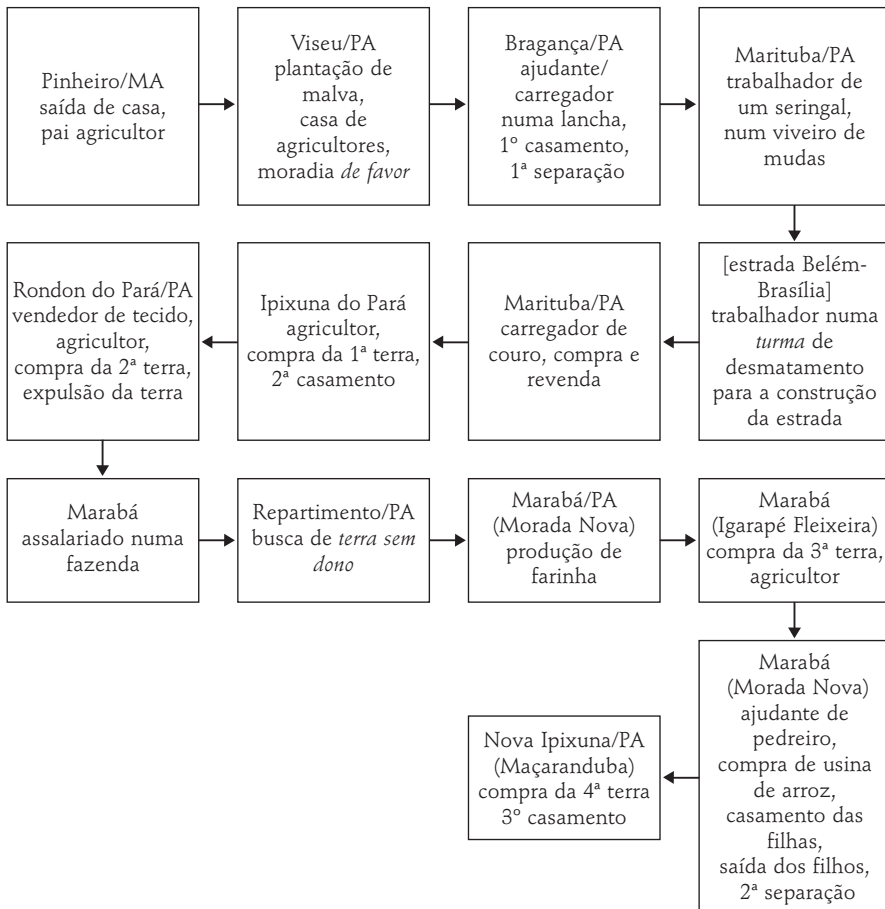 Pinheiro/MA
saída de casa,
pai agricultor
Viseu/PA
plantação de
malva,
casa de
agricultores,
moradia de favor
Bragança/PA
ajudante/
carregador
numa lancha,
1º casamento,
1ª separação
Marituba/PA
trabalhador de
um seringal,
num viveiro de
mudas
[estrada Belém-
Brasília]
trabalhador numa
turma de
desmatamento
para a construção
da estrada
Marituba/PA
carregador de
couro, compra e
revenda
Ipixuna do Pará
agricultor,
compra da 1ª terra,
2ª casamento
Rondon do Pará/PA
vendedor de tecido,
agricultor,
compra da 2ª terra,
expulsão da terra
Marabá
assalariado numa
fazenda
Repartimento/PA
busca de terra sem
dono
Marabá/PA
(Morada Nova)
produção de
farinha
Marabá
(Igarapé Fleixeira)
compra da 3ª terra,
agricultor
Marabá
(Morada Nova)
ajudante de
pedreiro,
compra de usina
de arroz,
casamento das
filhas,
saída dos filhos,
2ª separação
Nova Ipixuna/PA
(Maçaranduba)
compra da 4ª terra
3º casamento